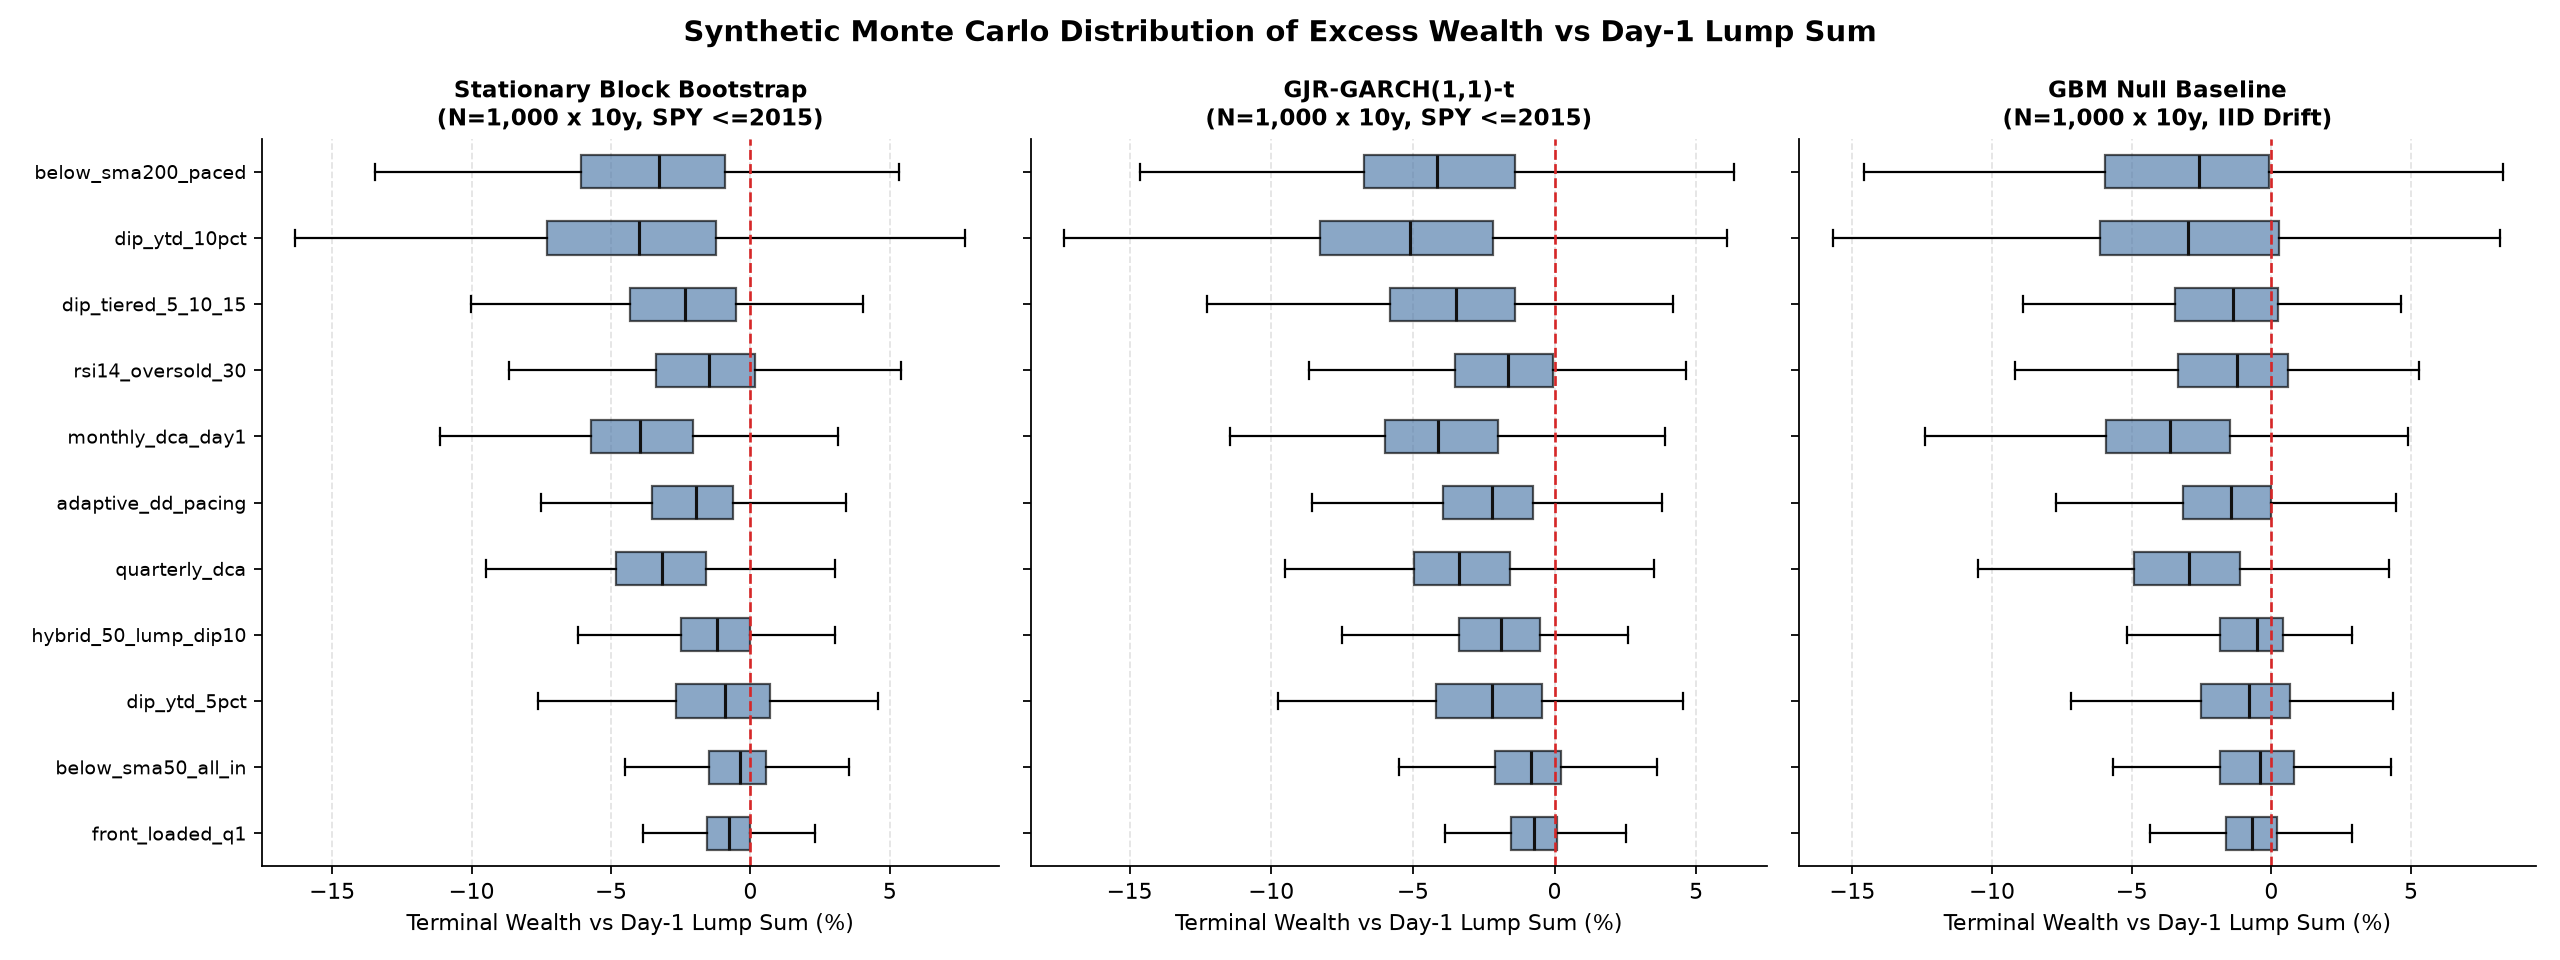 Synthetic Monte Carlo Distribution of Excess Wealth vs Day-1 Lump Sum
Stationary Block Bootstrap
(N=1,000 x 10y, SPY <=2015)
GJR-GARCH(1,1)-t
(N=1,000 x 10y, SPY <=2015)
GBM Null Baseline
(N=1,000 x 10y, IID Drift)
below_sma200_paced
dip_ytd_10pct
dip_tiered_5_10_15
rsi14_oversold_30
monthly_dca_day1
adaptive_dd_pacing
quarterly_dca
hybrid_50_lump_dip10
dip_ytd_5pct
below_sma50_all_in
front_loaded_q1
−15 −10 −5 0 5
Terminal Wealth vs Day-1 Lump Sum (%)
−15 −10 −5 0 5
Terminal Wealth vs Day-1 Lump Sum (%)
−15 −10 −5 0 5
Terminal Wealth vs Day-1 Lump Sum (%)